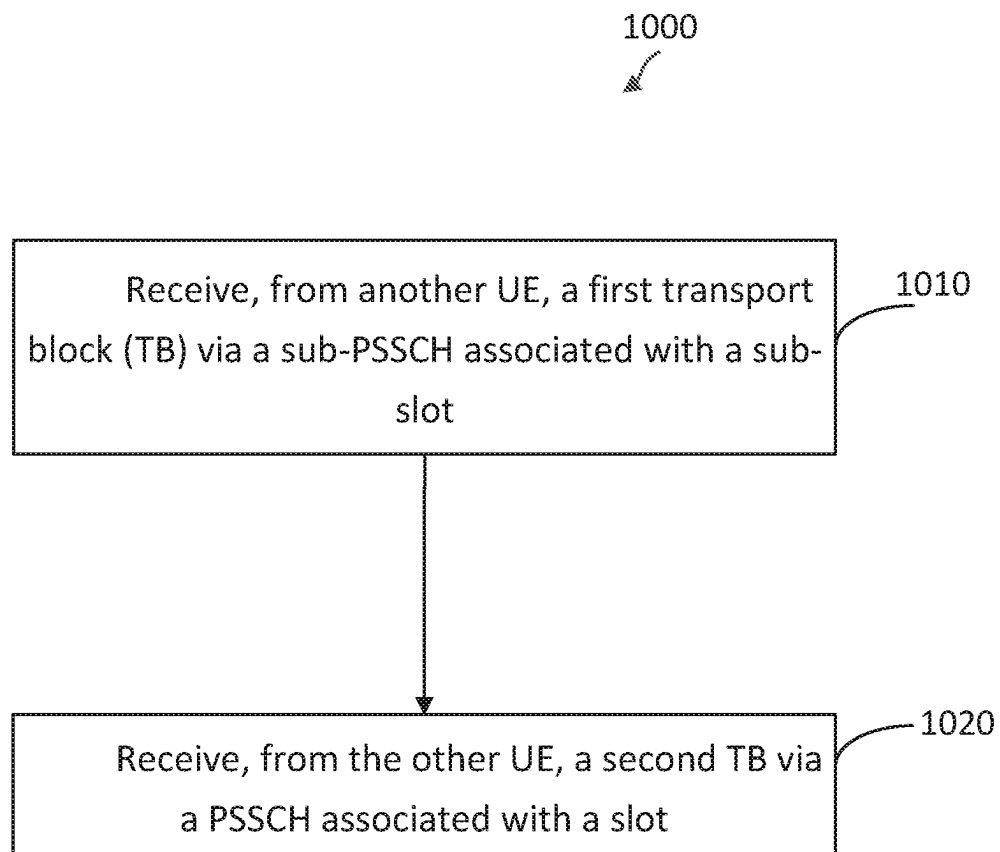 1000
Receive, from another UE, a first transport
block (TB) via a sub-PSSCH associated with a sub-
slot
1010
Receive, from the other UE, a second TB via
a PSSCH associated with a slot
1020